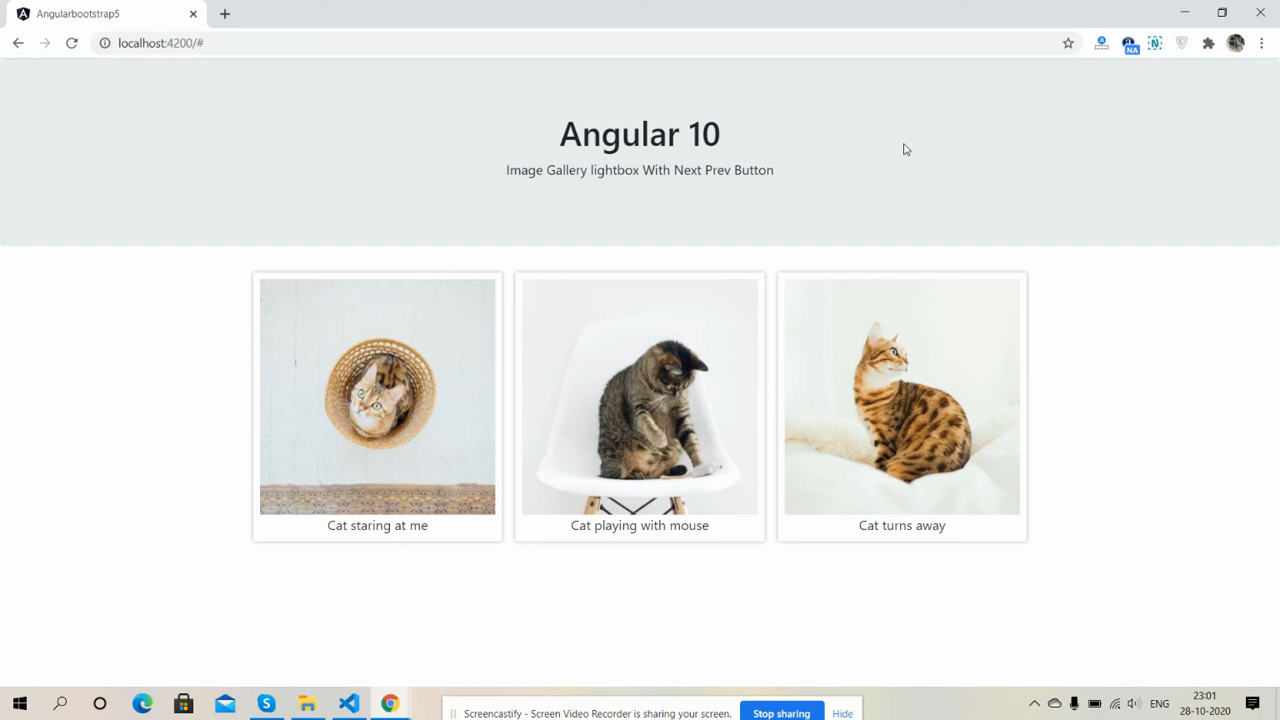 Angularbootstrap5
localhost:4200/#
NA
Angular 10
Image Gallery lightbox With Next Prev Button
Cat staring at me
Cat playing with mouse
Cat turns away
Screencastify - Screen Video Recorder is sharing your screen.
Stop sharing
Hide
ENG
23:01
28-10-2020